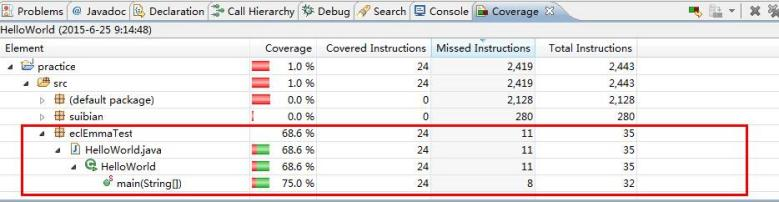 Problems @ Javadoc Declaration Call Hierarchy Debug Search Console Coverage
HelloWorld (2015-6-25 9:14:48)
Element Coverage Covered Instructions Missed Instructions Total Instructions
practice 1.0 % 24 2,419 2,443
src 1.0 % 24 2,419 2,443
(default package) 0.0 % 0 2,128 2,128
suibian 0.0 % 0 280 280
eclEmmaTest 68.6 % 24 11 35
HelloWorld.java 68.6 % 24 11 35
HelloWorld 68.6 % 24 11 35
main(String[]) 75.0 % 24 8 32